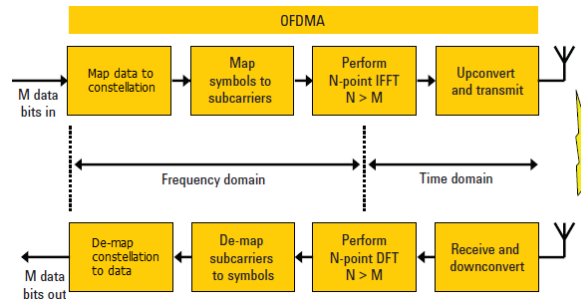 OFDMA
Map data to
constellation
Map
symbols to
subcarriers
Perform
N-point IFFT
N > M
Upconvert
and transmit
M data
bits in
Frequency domain
Time domain
De-map
constellation
to data
De-map
subcarriers
to symbols
Perform
N-point DFT
N > M
Receive and
downconvert
M data
bits out